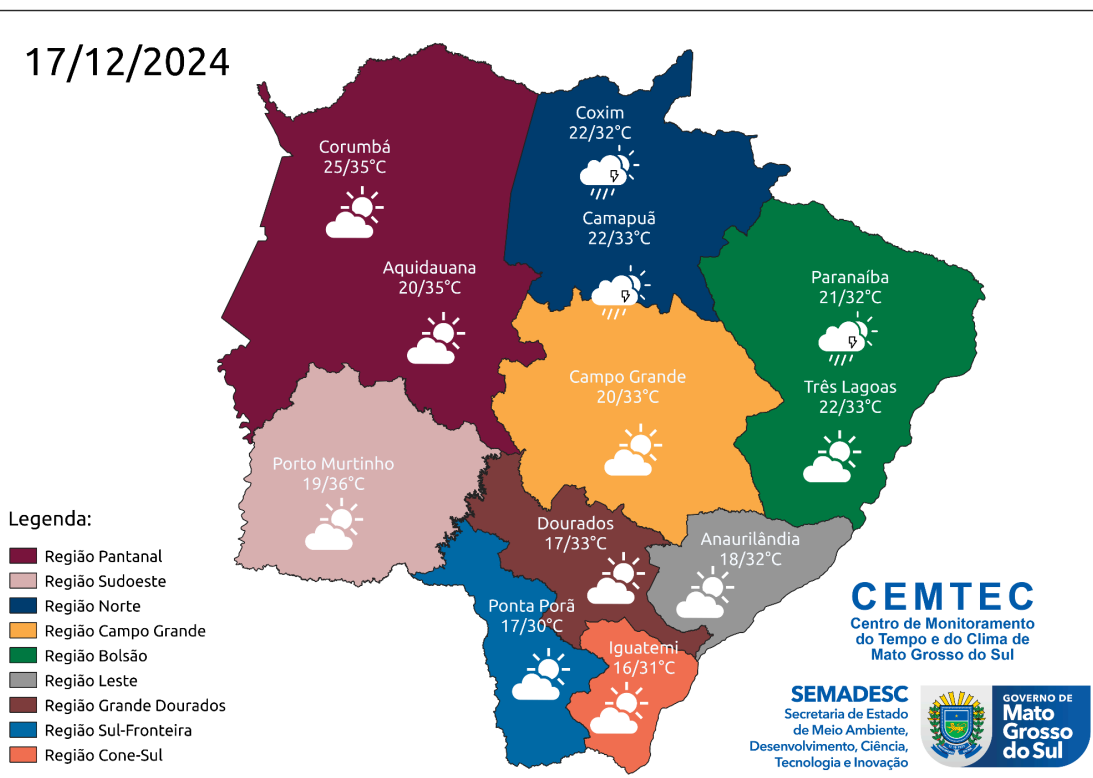 17/12/2024
Coxim
22/32°C
Corumbá
25/35°C
Camapuã
22/33°C
Aquidauana
20/35°C
Paranaíba
21/32°C
Campo Grande
20/33°C
Três Lagoas
22/33°C
Porto Murtinho
19/36°C
Dourados
17/33°C
Anaurilândia
18/32°C
Ponta Porã
17/30°C
Iguatemi
16/31°C
Legenda:
Região Pantanal
Região Sudoeste
Região Norte
Região Campo Grande
Região Bolsão
Região Leste
Região Grande Dourados
Região Sul-Fronteira
Região Cone-Sul
CEMTEC
Centro de Monitoramento
do Tempo e do Clima de
Mato Grosso do Sul
SEMADESC
Secretaria de Estado
de Meio Ambiente,
Desenvolvimento, Ciência,
Tecnologia e Inovação
GOVERNO DE
Mato
Grosso
do Sul